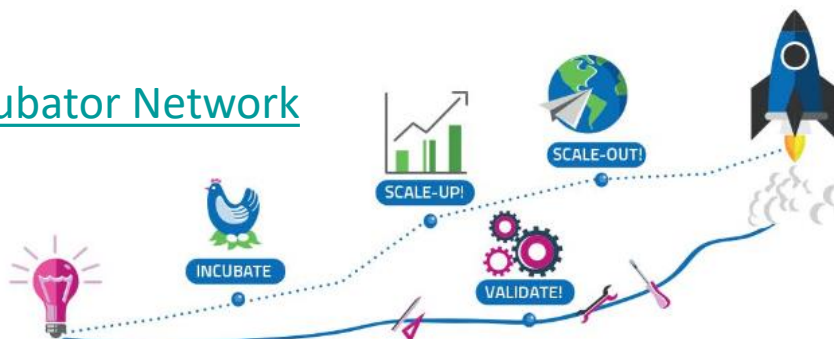 ubator Network
SCALE-OUT!
SCALE-UP!
INCUBATE
VALIDATE!